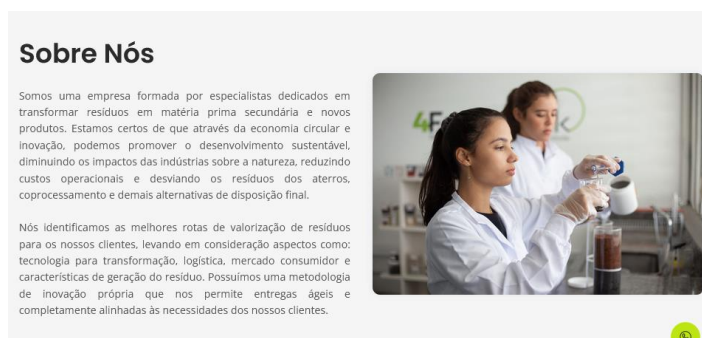 Sobre Nós
Somos uma empresa formada por especialistas dedicados em
transformar resíduos em matéria prima secundária e novos
produtos. Estamos certos de que através da economia circular e
inovação, podemos promover o desenvolvimento sustentável,
diminuindo os impactos das indústrias sobre a natureza, reduzindo
custos operacionais e desviando os resíduos dos aterros,
coprocessamento e demais alternativas de disposição final.
Nós identificamos as melhores rotas de valorização de resíduos
para os nossos clientes, levando em consideração aspectos como:
tecnologia para transformação, logística, mercado consumidor e
características de geração do resíduo. Possuímos uma metodologia
de inovação própria que nos permite entregas ágeis e
completamente alinhadas às necessidades dos nossos clientes.